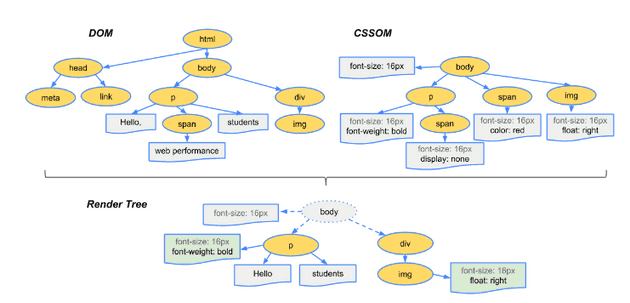 DOM
html
head
body
meta
link
p
div
Hello,
span
students
img
web performance
CSSOM
font-size: 16px
body
p
span
img
font-size: 16px
font-weight: bold
span
font-size: 16px
color: red
font-size: 16px
float: right
font-size: 16px
display: none
Render Tree
font-size: 16px
body
font-size: 16px
font-weight: bold
p
div
Hello
students
img
font-size: 16px
float: right